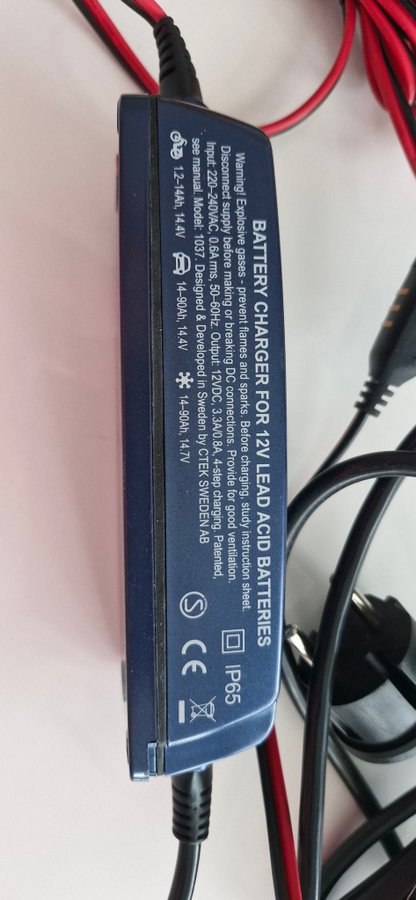 BATTERY CHARGER FOR 12V LEAD ACID BATTERIES
Warning! Explosive gases - prevent flames and sparks. Before charging, study instruction sheet.
Disconnect supply before making or breaking DC connections. Provide for good ventilation.
Input: 220–240VAC, 0.6A rms, 50–60Hz. Output: 12VDC, 3.3A/0.8A, 4-step charging. Patented,
see manual. Model: 1037. Designed & Developed in Sweden by CTEK SWEDEN AB
1.2–14Ah, 14.4V
14–90Ah, 14.4V
14–90Ah, 14.7V
S
CE
IP65